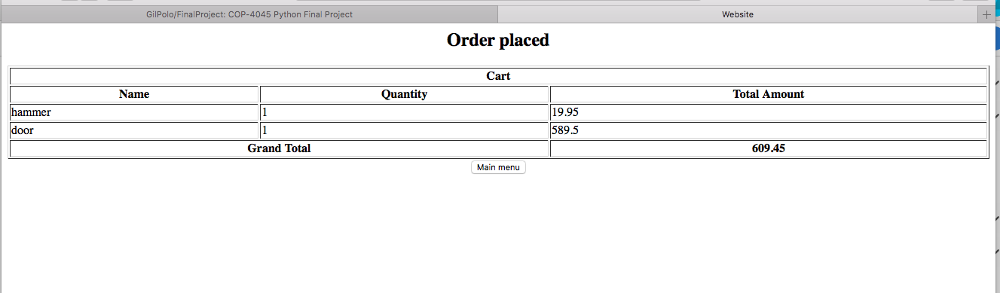 GilPolo/FinalProject: COP-4045 Python Final Project Website +
Order placed
Cart
Name Quantity Total Amount
hammer 1 19.95
door 1 589.5
Grand Total 609.45
Main menu